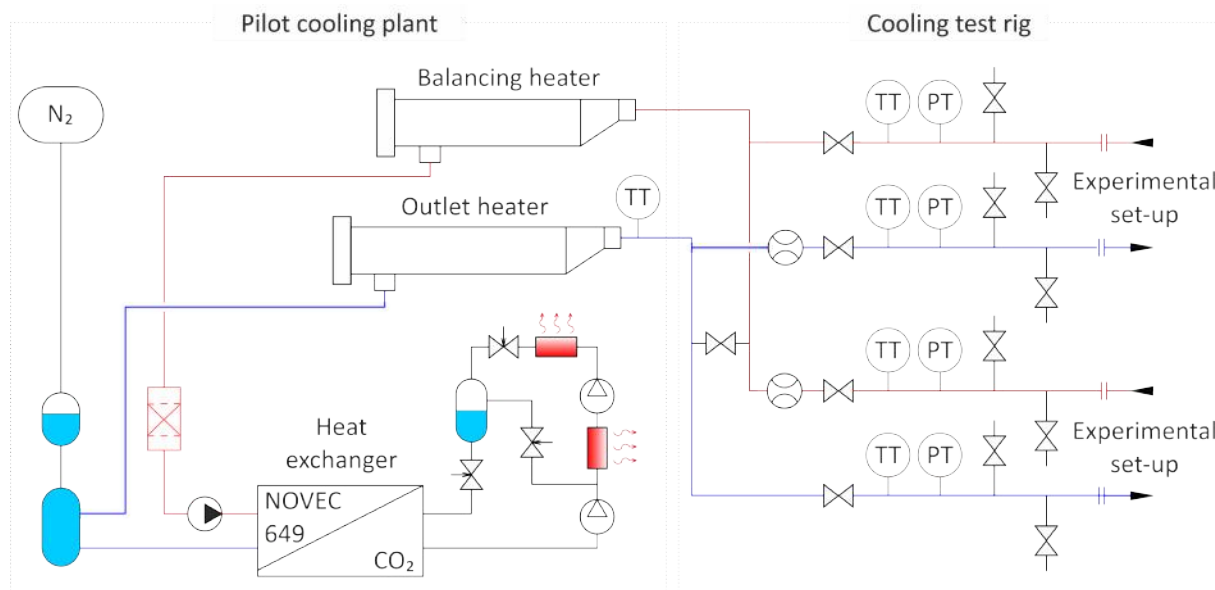 Pilot cooling plant
Cooling test rig
Balancing heater
N₂
TT
PT
Outlet heater
TT
Experimental
set-up
TT
PT
TT
PT
Heat
exchanger
Experimental
set-up
NOVEC
649
CO₂
TT
PT